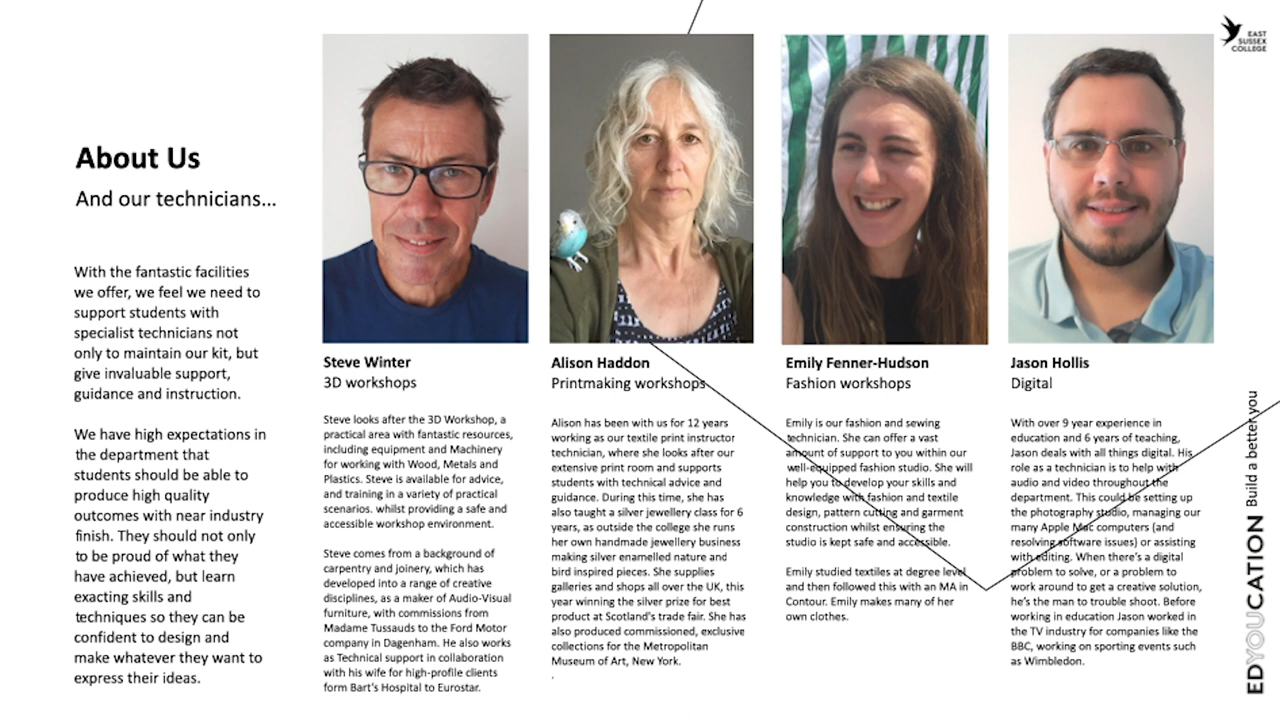 About Us
And our technicians...
With the fantastic facilities
we offer, we feel we need to
support students with
specialist technicians not
only to maintain our kit, but
give invaluable support,
guidance and instruction.
We have high expectations in
the department that
students should be able to
produce high quality
outcomes with near industry
finish. They should not only
to be proud of what they
have achieved, but learn
exacting skills and
techniques so they can be
confident to design and
make whatever they want to
express their ideas.
Steve Winter
3D workshops
Steve looks after the 3D Workshop, a
practical area with fantastic resources,
including equipment and Machinery
for working with Wood, Metals and
Plastics. Steve is available for advice,
and training in a variety of practical
scenarios. whilst providing a safe and
accessible workshop environment.
Steve comes from a background of
carpentry and joinery, which has
developed into a range of creative
disciplines, as a maker of Audio-Visual
furniture, with commissions from
Madame Tussauds to the Ford Motor
company in Dagenham. He also works
as Technical support in collaboration
with his wife for high-profile clients
form Bart's Hospital to Eurostar.
Alison Haddon
Printmaking workshops
Alison has been with us for 12 years
working as our textile print instructor
technician, where she looks after our
extensive print room and supports
students with technical advice and
guidance. During this time, she has
also taught a silver jewellery class for 6
years, as outside the college she runs
her own handmade jewellery business
making silver enamelled nature and
bird inspired pieces. She supplies
galleries and shops all over the UK, this
year winning the silver prize for best
product at Scotland's trade fair. She has
also produced commissioned, exclusive
collections for the Metropolitan
Museum of Art, New York.
.
Emily Fenner-Hudson
Fashion workshops
Emily is our fashion and sewing
technician. She can offer a vast
amount of support to you within our
well-equipped fashion studio. She will
help you to develop your skills and
knowledge with fashion and textile
design, pattern cutting and garment
construction whilst ensuring the
studio is kept safe and accessible.
Emily studied textiles at degree level
and then followed this with an MA in
Contour. Emily makes many of her
own clothes.
Jason Hollis
Digital
With over 9 year experience in
education and 6 years of teaching,
Jason deals with all things digital. His
role as a technician is to help with
audio and video throughout the
department. This could be setting up
the photography studio, managing our
many Apple Mac computers (and
resolving software issues) or assisting
with editing. When there's a digital
problem to solve, or a problem to
work around to get a creative solution,
he's the man to trouble shoot. Before
working in education Jason worked in
the TV industry for companies like the
BBC, working on sporting events such
as Wimbledon.
EAST
SUSSEX
COLLEGE
EDYOUCATION Build a better you